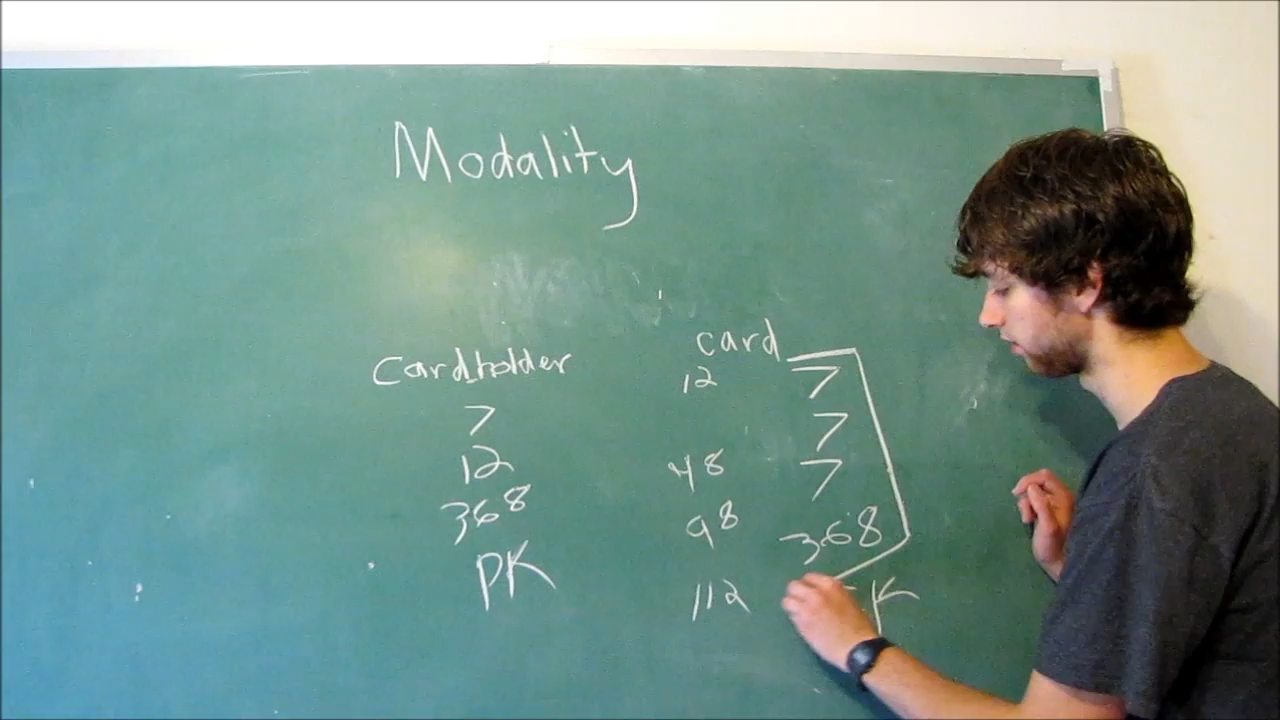 Modality
Cardholder
7
12
368
PK
card
12 7
7
48 7
98 368
112 K